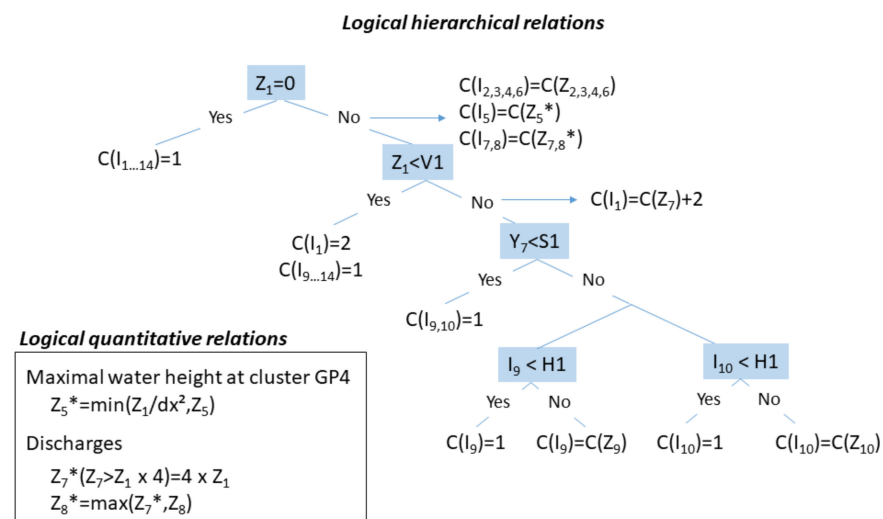 Logical hierarchical relations
Z₁=0
Yes
No
C(I₂,₃,₄,₆)=C(Z₂,₃,₄,₆)
C(I₅)=C(Z₅*)
C(I₇,₈)=C(Z₇,₈*)
C(I₁...₁₄)=1
Z₁<V1
Yes
No
C(I₁)=C(Z₇)+2
C(I₁)=2
C(I₉...₁₄)=1
Y₇<S1
Yes
No
C(I₉,₁₀)=1
I₉ < H1
I₁₀ < H1
Yes
No
Yes
No
C(I₉)=1
C(I₉)=C(Z₉)
C(I₁₀)=1
C(I₁₀)=C(Z₁₀)
Logical quantitative relations
Maximal water height at cluster GP4
Z₅*=min(Z₁/dx²,Z₅)
Discharges
Z₇*(Z₇>Z₁ x 4)=4 x Z₁
Z₈*=max(Z₇*,Z₈)